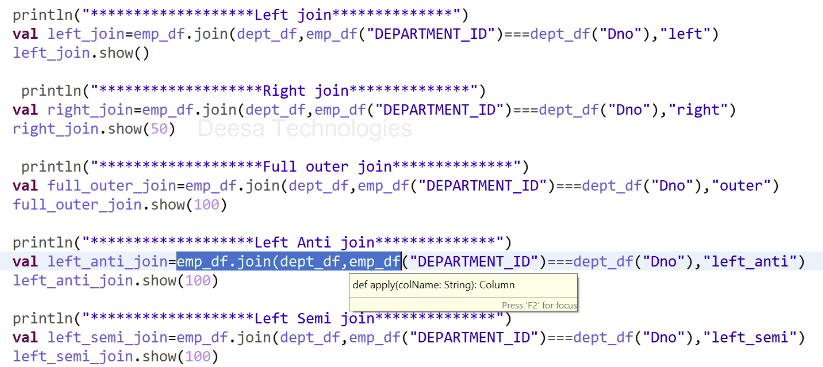 println("*******************Left join**************")
val left_join=emp_df.join(dept_df,emp_df("DEPARTMENT_ID")===dept_df("Dno"),"left")
left_join.show()
println("*******************Right join**************")
val right_join=emp_df.join(dept_df,emp_df("DEPARTMENT_ID")===dept_df("Dno"),"right")
right_join.show(50)
Deesa Technologies
println("*******************Full outer join**************")
val full_outer_join=emp_df.join(dept_df,emp_df("DEPARTMENT_ID")===dept_df("Dno"),"outer")
full_outer_join.show(100)
println("*******************Left Anti join**************")
val left_anti_join=emp_df.join(dept_df,emp_df("DEPARTMENT_ID")===dept_df("Dno"),"left_anti")
left_anti_join.show(100)
def apply(colName: String): Column
Press 'F2' for focus
println("*******************Left Semi join**************")
val left_semi_join=emp_df.join(dept_df,emp_df("DEPARTMENT_ID")===dept_df("Dno"),"left_semi")
left_semi_join.show(100)